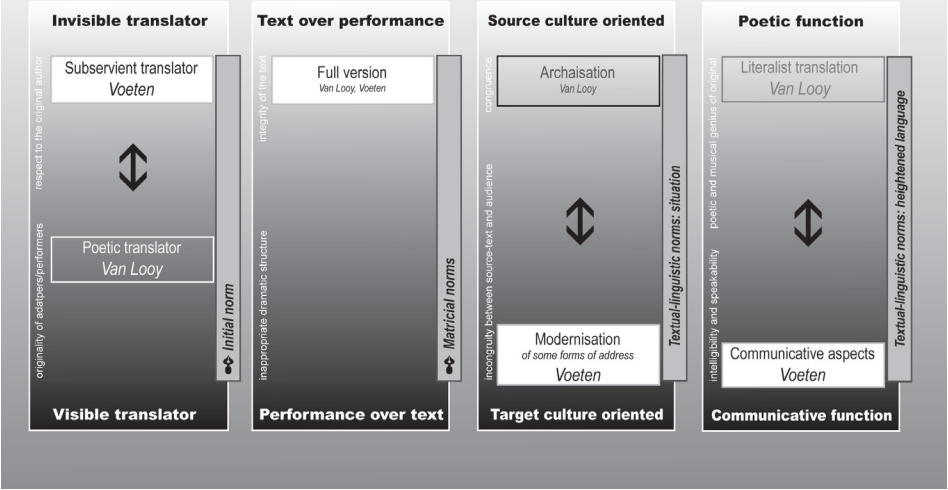 Invisible translator
respect to the original author
Subservient translator
Voeten
originality of adatpers/performers
Poetic translator
Van Looy
Initial norm
Visible translator
Text over performance
integrity of the text
Full version
Van Looy, Voeten
inappropriate dramatic structure
Matricial norms
Performance over text
Source culture oriented
congruence
Archaisation
Van Looy
incongruity between source-text and audience
Modernisation
of some forms of address
Voeten
Textual-linguistic norms: situation
Target culture oriented
Poetic function
poetic and musical genius of original
Literalist translation
Van Looy
intelligibility and speakability
Communicative aspects
Voeten
Textual-linguistic norms: heightened language
Communicative function